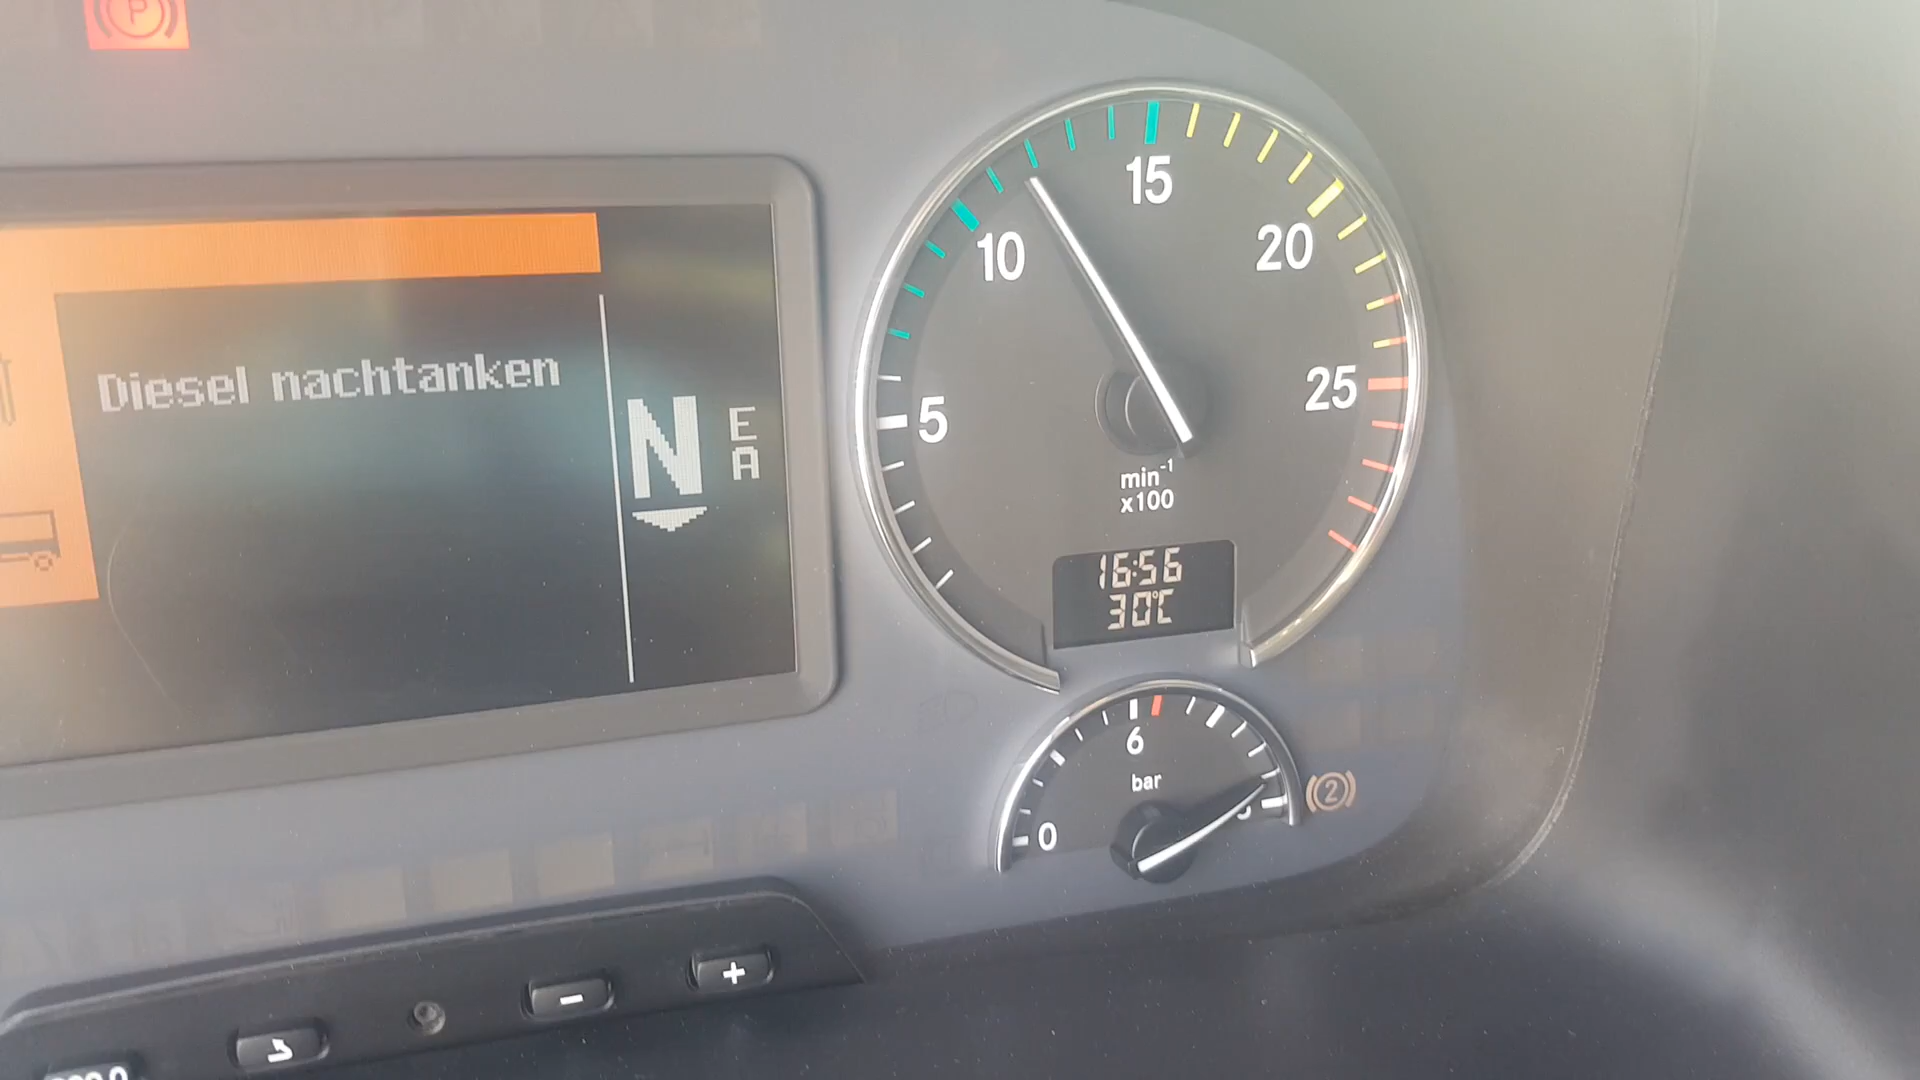 P
Diesel nachtanken
N
E
A
5
10
15
20
25
min⁻¹
x100
16:56
30°C
0
6
bar
2
-
+